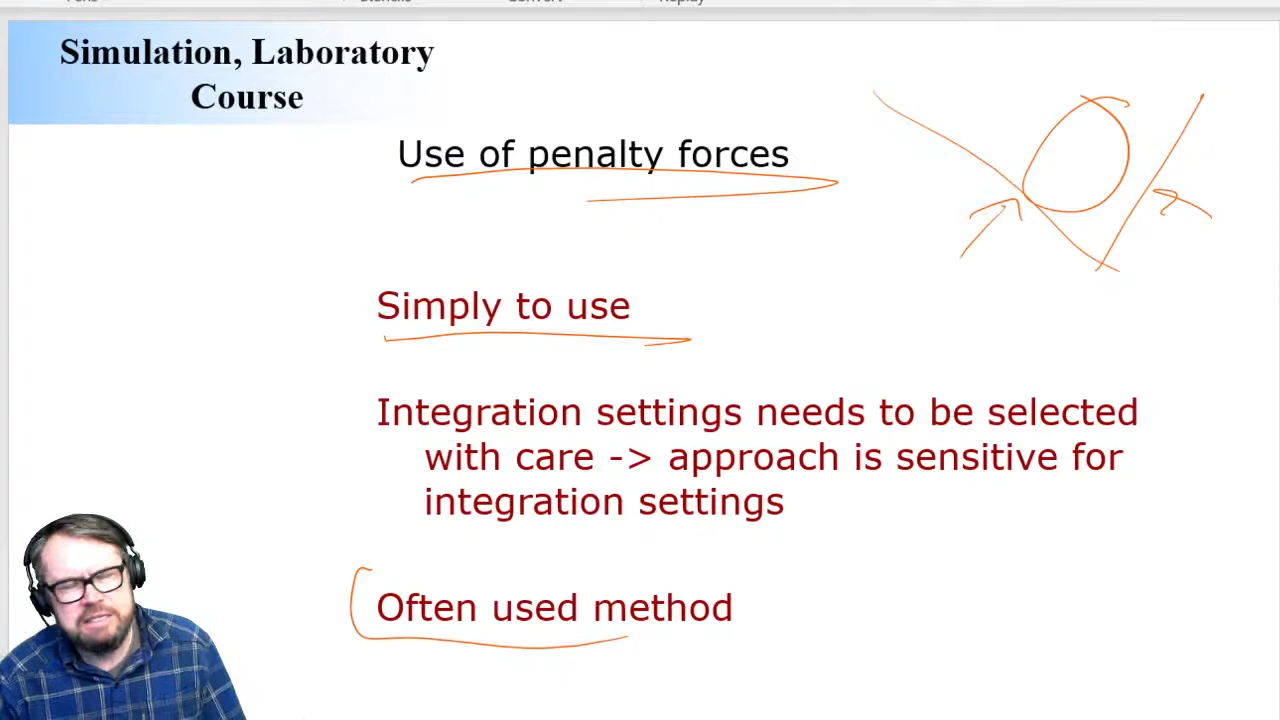 Simulation, Laboratory
Course
Use of penalty forces
Simply to use
Integration settings needs to be selected
with care -> approach is sensitive for
integration settings
Often used method